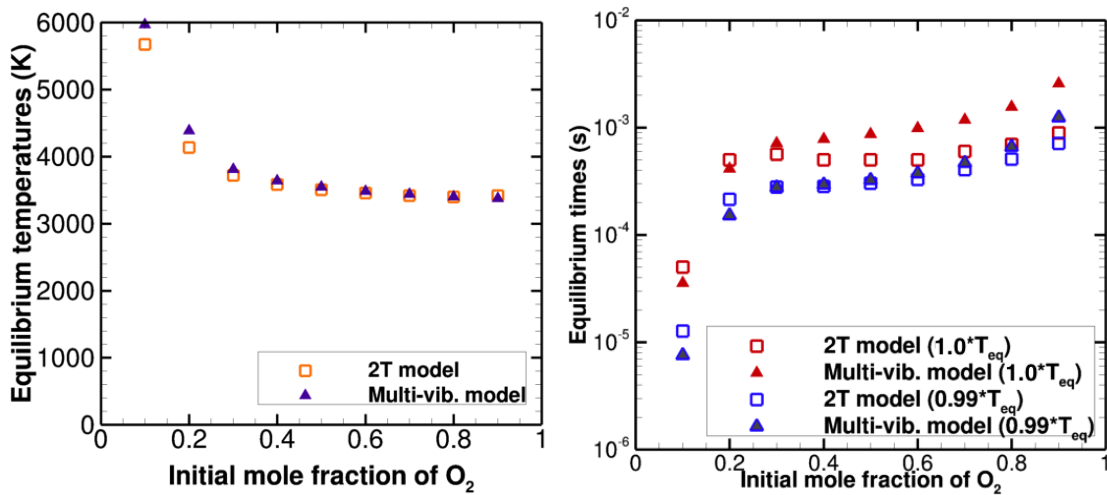 Equilibrium temperatures (K)
6000
5000
4000
3000
2000
1000
0
0 0.2 0.4 0.6 0.8 1
Initial mole fraction of O2
2T model
Multi-vib. model
Equilibrium times (s)
10-2
10-3
10-4
10-5
10-6
0 0.2 0.4 0.6 0.8 1
Initial mole fraction of O2
2T model (1.0*Teq)
Multi-vib. model (1.0*Teq)
2T model (0.99*Teq)
Multi-vib. model (0.99*Teq)